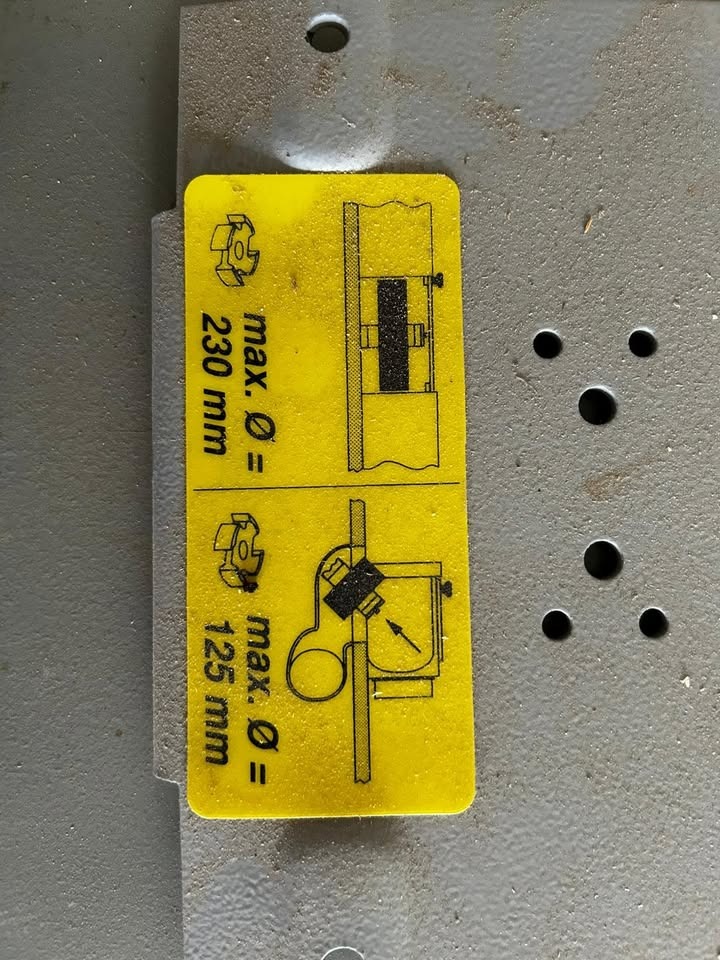 max. Ø =
230 mm
max. Ø =
125 mm